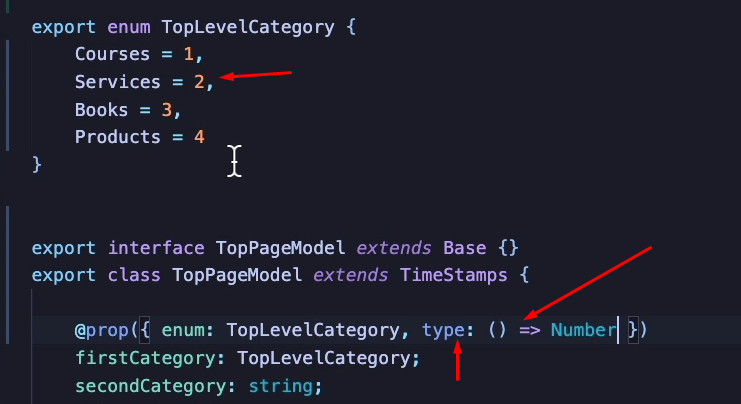 export enum TopLevelCategory {
Courses = 1,
Services = 2,
Books = 3,
Products = 4
}
export interface TopPageModel extends Base {}
export class TopPageModel extends TimeStamps {
@prop({ enum: TopLevelCategory, type: () => Number })
firstCategory: TopLevelCategory;
secondCategory: string;